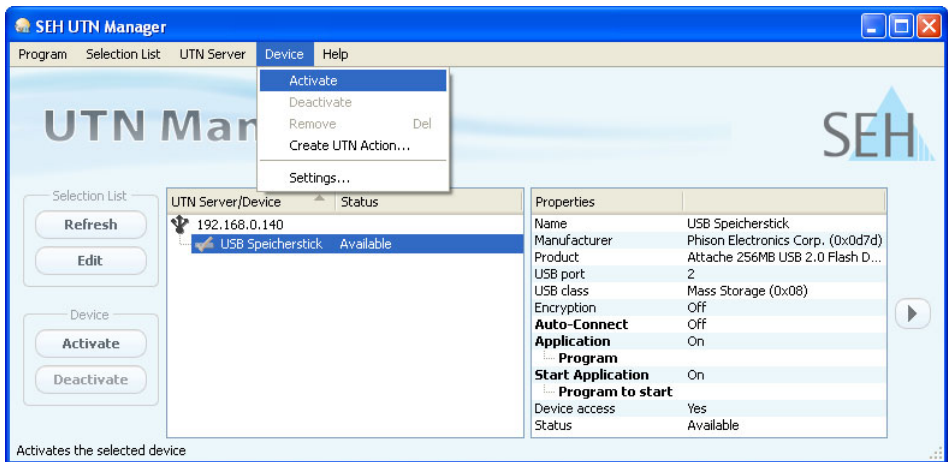 SEH UTN Manager
Program Selection List UTN Server Device Help
Activate
Deactivate
Remove Del
Create UTN Action...
Settings...
UTN Man
SEH
Selection List
Refresh
Edit
Device
Activate
Deactivate
UTN Server/Device Status
192.168.0.140
USB Speicherstick Available
Properties
Name USB Speicherstick
Manufacturer Phison Electronics Corp. (0x0d7d)
Product Attache 256MB USB 2.0 Flash D...
USB port 2
USB class Mass Storage (0x08)
Encryption Off
Auto-Connect Off
Application On
Program
Start Application On
Program to start
Device access Yes
Status Available
Activates the selected device